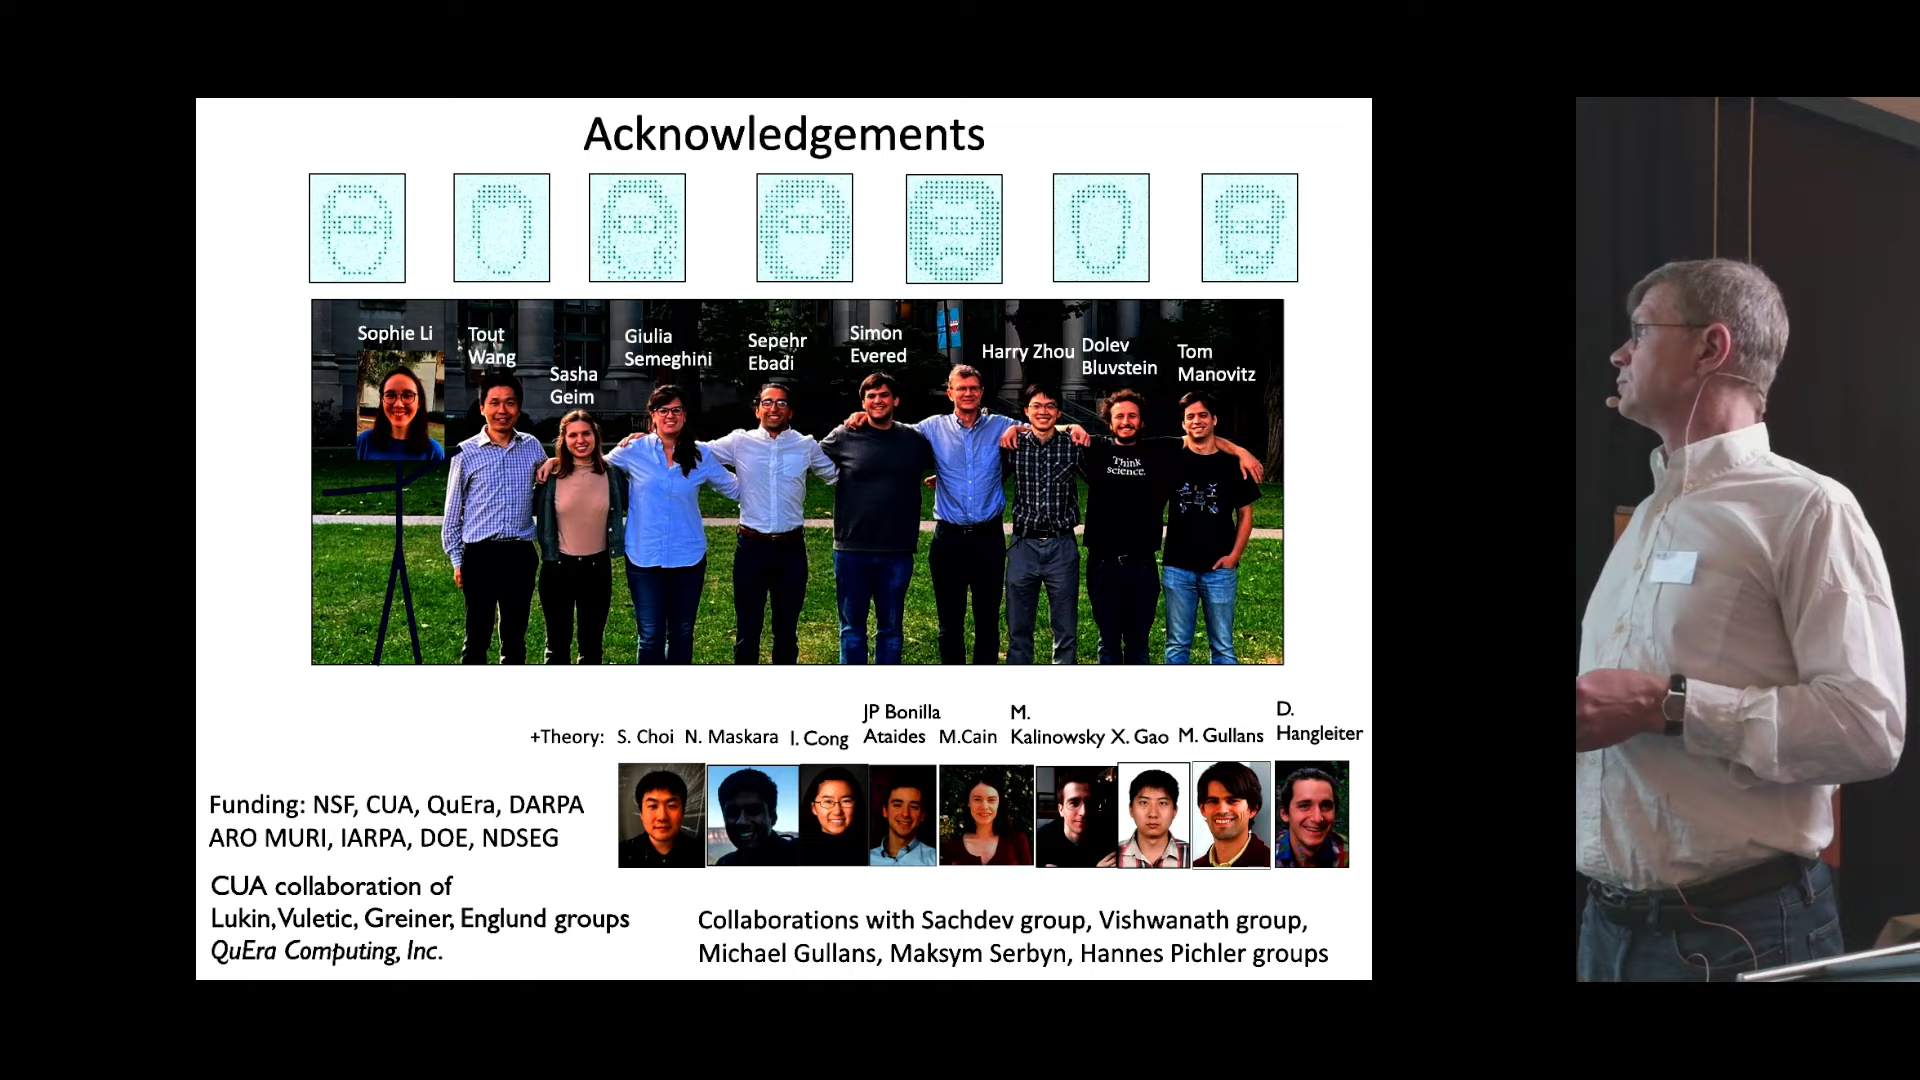 Acknowledgements
Sophie Li
Tout
Wang
Sasha
Geim
Giulia
Semeghini
Sepehr
Ebadi
Simon
Evered
Harry Zhou
Dolev
Bluvstein
Tom
Manovitz
Think
science.
+Theory: S. Choi N. Maskara I. Cong
JP Bonilla
Ataides
M.Cain
M.
Kalinowsky
X. Gao M. Gullans
D.
Hangleiter
Funding: NSF, CUA, QuEra, DARPA
ARO MURI, IARPA, DOE, NDSEG
CUA collaboration of
Lukin, Vuletic, Greiner, Englund groups
QuEra Computing, Inc.
Collaborations with Sachdev group, Vishwanath group,
Michael Gullans, Maksym Serbyn, Hannes Pichler groups